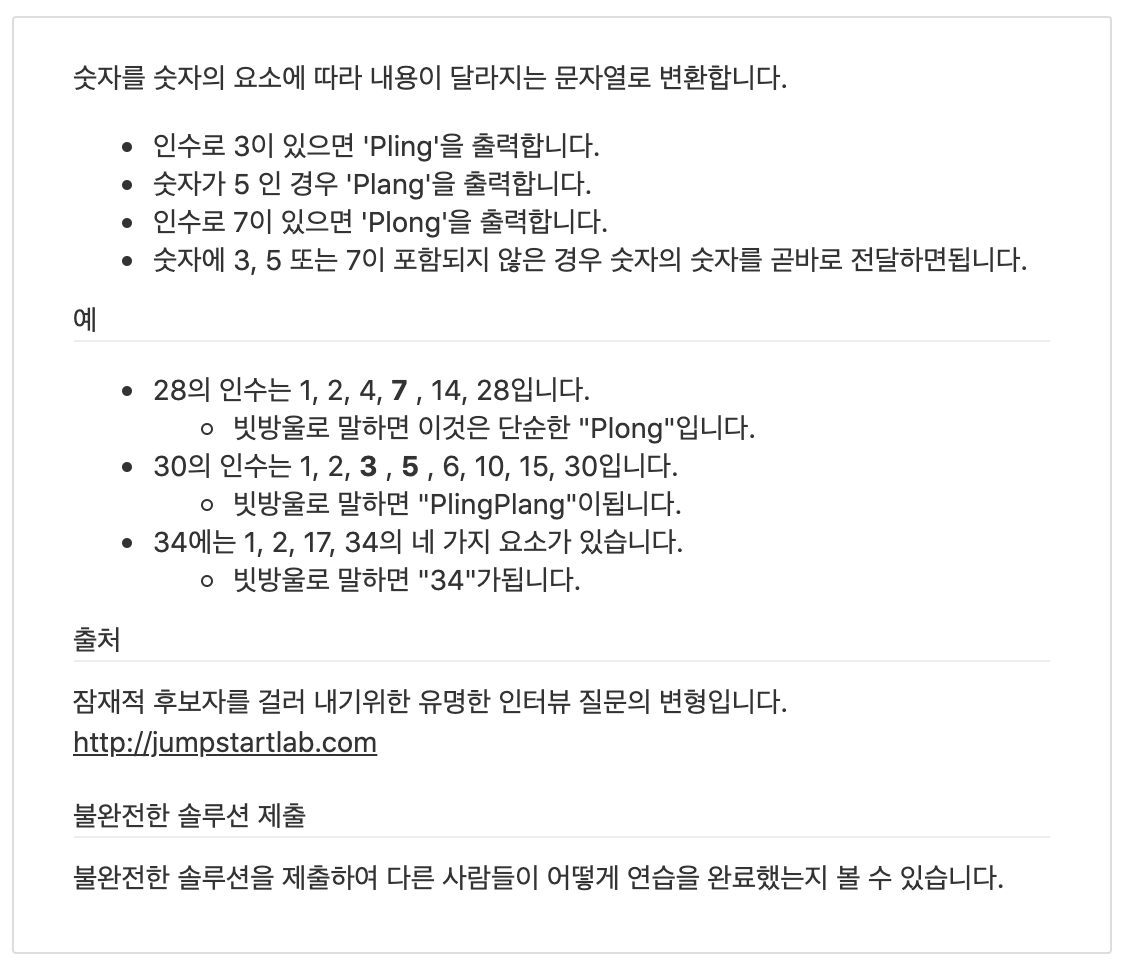 숫자를 숫자의 요소에 따라 내용이 달라지는 문자열로 변환합니다.
인수로 3이 있으면 'Pling'을 출력합니다.
숫자가 5 인 경우 'Plang'을 출력합니다.
인수로 7이 있으면 'Plong'을 출력합니다.
숫자에 3, 5 또는 7이 포함되지 않은 경우 숫자의 숫자를 곧바로 전달하면됩니다.
예
28의 인수는 1, 2, 4, 7 , 14, 28입니다.
빗방울로 말하면 이것은 단순한 "Plong"입니다.
30의 인수는 1, 2, 3 , 5 , 6, 10, 15, 30입니다.
빗방울로 말하면 "PlingPlang"이됩니다.
34에는 1, 2, 17, 34의 네 가지 요소가 있습니다.
빗방울로 말하면 "34"가됩니다.
출처
잠재적 후보자를 걸러 내기위한 유명한 인터뷰 질문의 변형입니다.
http://jumpstartlab.com
불완전한 솔루션 제출
불완전한 솔루션을 제출하여 다른 사람들이 어떻게 연습을 완료했는지 볼 수 있습니다.